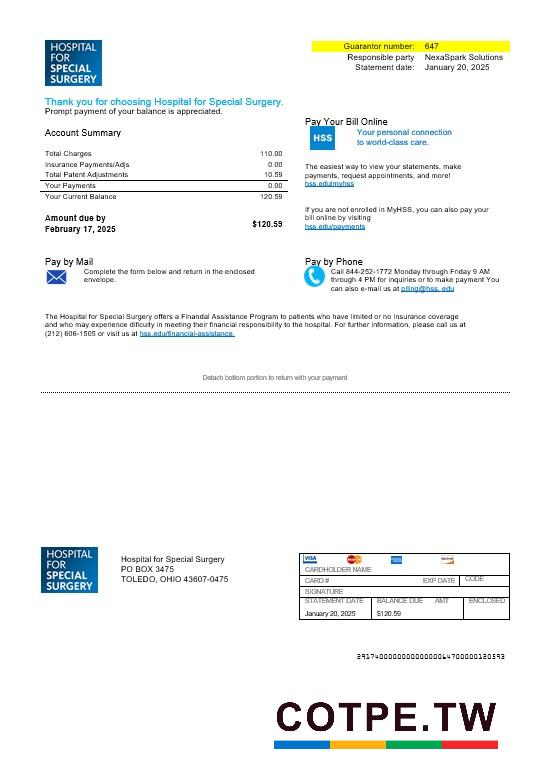 HOSPITAL
FOR
SPECIAL
SURGERY
Guarantor number: 647
Responsible party NexaSpark Solutions
Statement date: January 20, 2025
Thank you for choosing Hospital for Special Surgery.
Prompt payment of your balance is appreciated.
Account Summary
Total Charges 110.00
Insurance Payments/Adjs 0.00
Total Patent Adjustments 10.59
Your Payments 0.00
Your Current Balance 120.59
Amount due by
February 17, 2025 $120.59
Pay Your Bill Online
HSS
Your personal connection
to world-class care.
The easiest way to view your statements, make
payments, request appointments, and more!
hss.edu/myhss
If you are not enrolled in MyHSS, you can also pay your
bill online by visiting
hss.edu/payments
Pay by Mail
Complete the form below and return in the enclosed
envelope.
Pay by Phone
Call 844-252-1772 Monday through Friday 9 AM
through 4 PM for inquiries or to make payment You
can also e-mail us at plling@hss. edu
The Hospital for Special Surgery offers a Finandal Assistance Program to patients who have limited or no Insurance coverage
and who may experience dificulty in meeting their financial responsibility to the hospital. For further information, please call us at
(212) 606-1505 or visit us at hss.edu/financial-assistance.
Detach bottom portion to return with your payment
HOSPITAL
FOR
SPECIAL
SURGERY
Hospital for Special Surgery
PO BOX 3475
TOLEDO, OHIO 43607-0475
VISA
CARDHOLDER NAME
CARD # EXP DATE CODE
SIGNATURE
STATEMENT DATE BALANCE DUE AMT ENCLOSED
January 20, 2025 $120.59
COTPE.TW